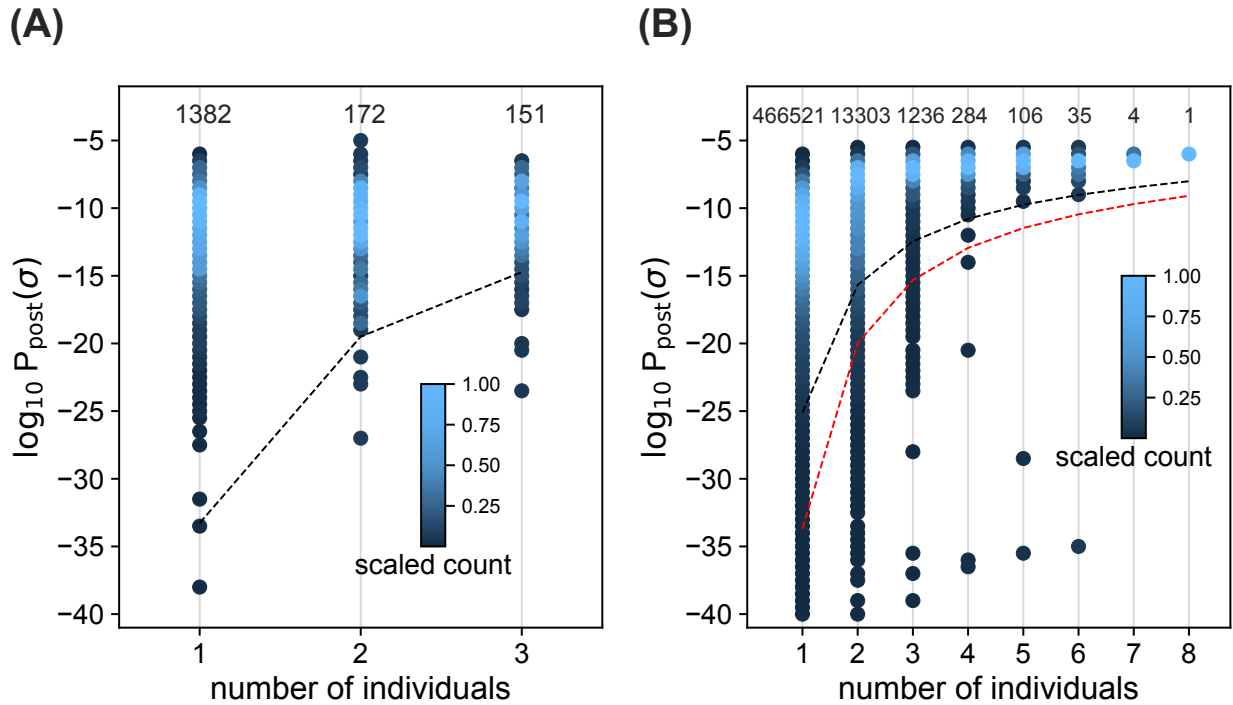 (A)
1382 172 151
−5
−10
−15
−20
−25
−30
−35
−40
log₁₀ P_post(σ)
1.00
0.75
0.50
0.25
scaled count
1 2 3
number of individuals
(B)
466521 13303 1236 284 106 35 4 1
−5
−10
−15
−20
−25
−30
−35
−40
log₁₀ P_post(σ)
1.00
0.75
0.50
0.25
scaled count
1 2 3 4 5 6 7 8
number of individuals